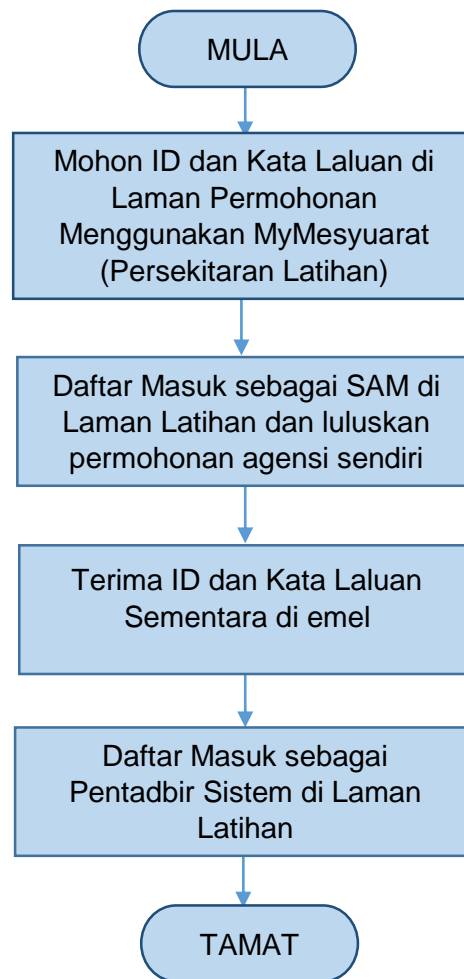 MULA
Mohon ID dan Kata Laluan di
Laman Permohonan
Menggunakan MyMesyuarat
(Persekitaran Latihan)
Daftar Masuk sebagai SAM di
Laman Latihan dan luluskan
permohonan agensi sendiri
Terima ID dan Kata Laluan
Sementara di emel
Daftar Masuk sebagai
Pentadbir Sistem di Laman
Latihan
TAMAT